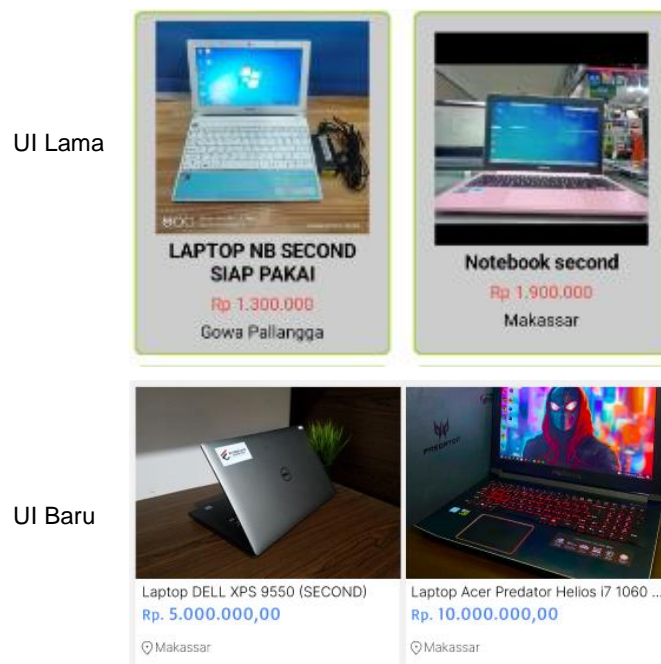 UI Lama
LAPTOP NB SECOND
SIAP PAKAI
Rp 1.300.000
Gowa Pallangga
Notebook second
Rp 1.900.000
Makassar
UI Baru
PREDATOR
Laptop DELL XPS 9550 (SECOND)
Rp. 5.000.000,00
Makassar
Laptop Acer Predator Helios i7 1060 ...
Rp. 10.000.000,00
Makassar